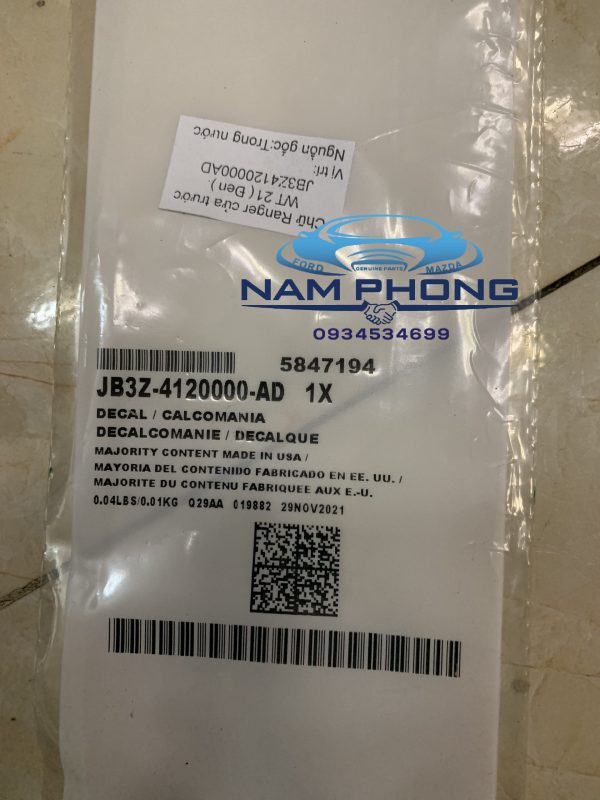 Chữ Ranger cửa trước
WT 21 ( Đen )
JB3Z4120000AD
Vị trí:
Nguồn gốc:Trong nước
FORD
GENUINE PARTS
MAZDA
NAM PHONG
0934534699
5847194
JB3Z-4120000-AD 1X
DECAL / CALCOMANIA
DECALCOMANIE / DECALQUE
MAJORITY CONTENT MADE IN USA /
MAYORIA DEL CONTENIDO FABRICADO EN EE. UU. /
MAJORITE DU CONTENU FABRIQUEE AUX E.-U.
0.04LBS/0.01KG Q29AA 019882 29NOV2021